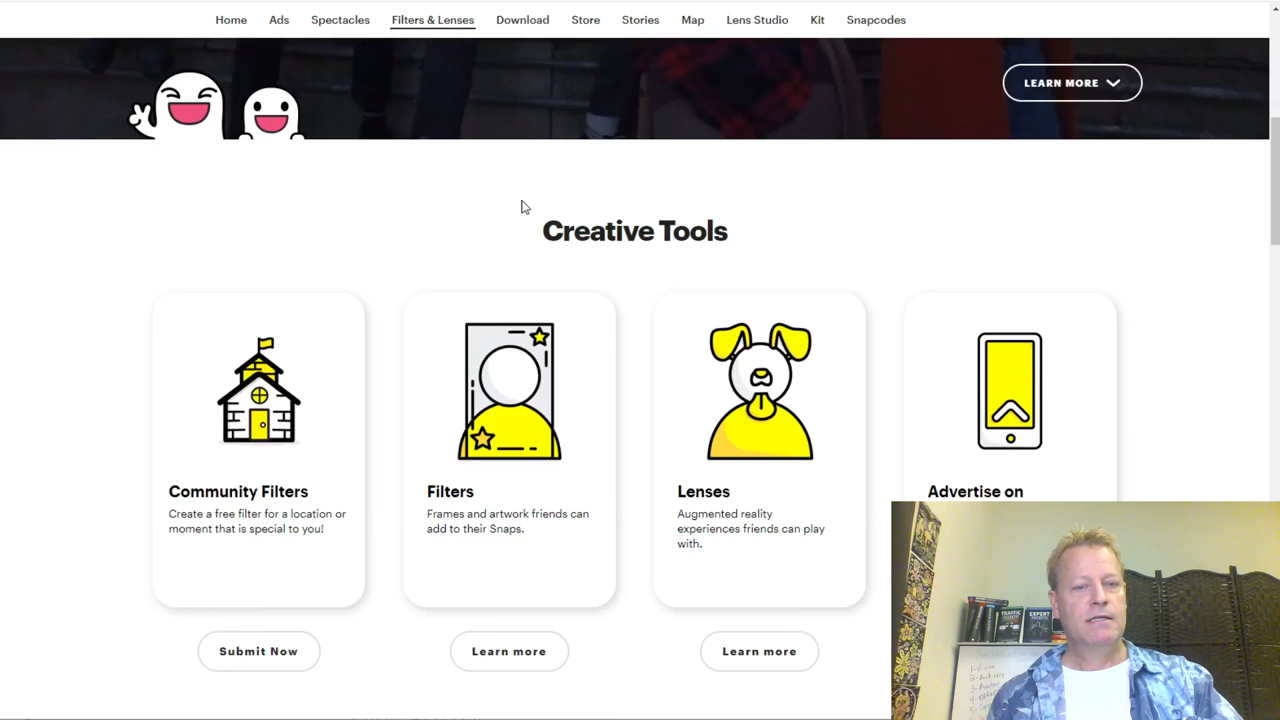 Home Ads Spectacles Filters & Lenses Download Store Stories Map Lens Studio Kit Snapcodes
LEARN MORE
Creative Tools
Community Filters
Create a free filter for a location or
moment that is special to you!
Submit Now
Filters
Frames and artwork friends can
add to their Snaps.
Learn more
Lenses
Augmented reality
experiences friends can play
with.
Learn more
Advertise on
TRAFFIC
EXPERT